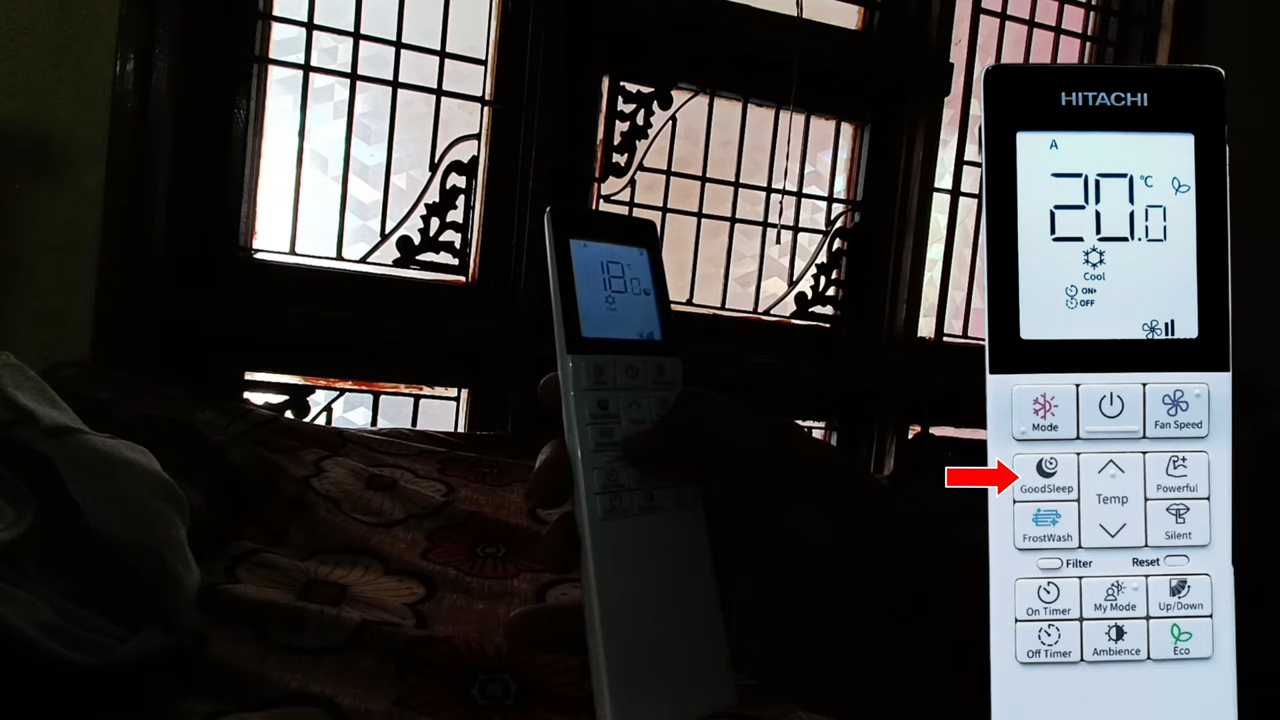 HITACHI
A
20.0 °C
Cool
ON
OFF
Mode
Fan Speed
GoodSleep
Temp
Powerful
FrostWash
Silent
Filter
Reset
On Timer
My Mode
Up/Down
Off Timer
Ambience
Eco
18.0